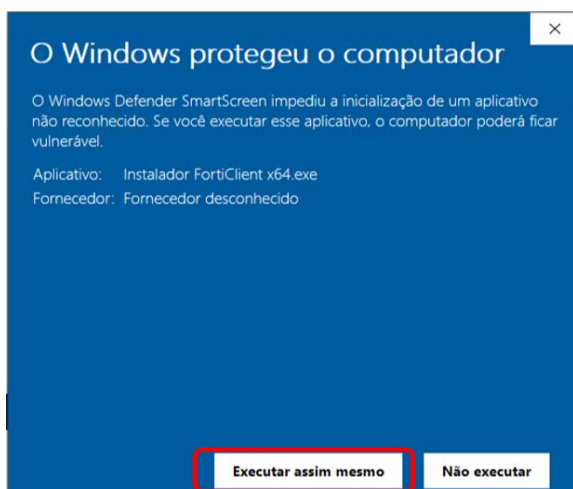 O Windows protegeu o computador
O Windows Defender SmartScreen impediu a inicialização de um aplicativo
não reconhecido. Se você executar esse aplicativo, o computador poderá ficar
vulnerável.
Aplicativo: Instalador FortiClient x64.exe
Fornecedor: Fornecedor desconhecido
Executar assim mesmo Não executar